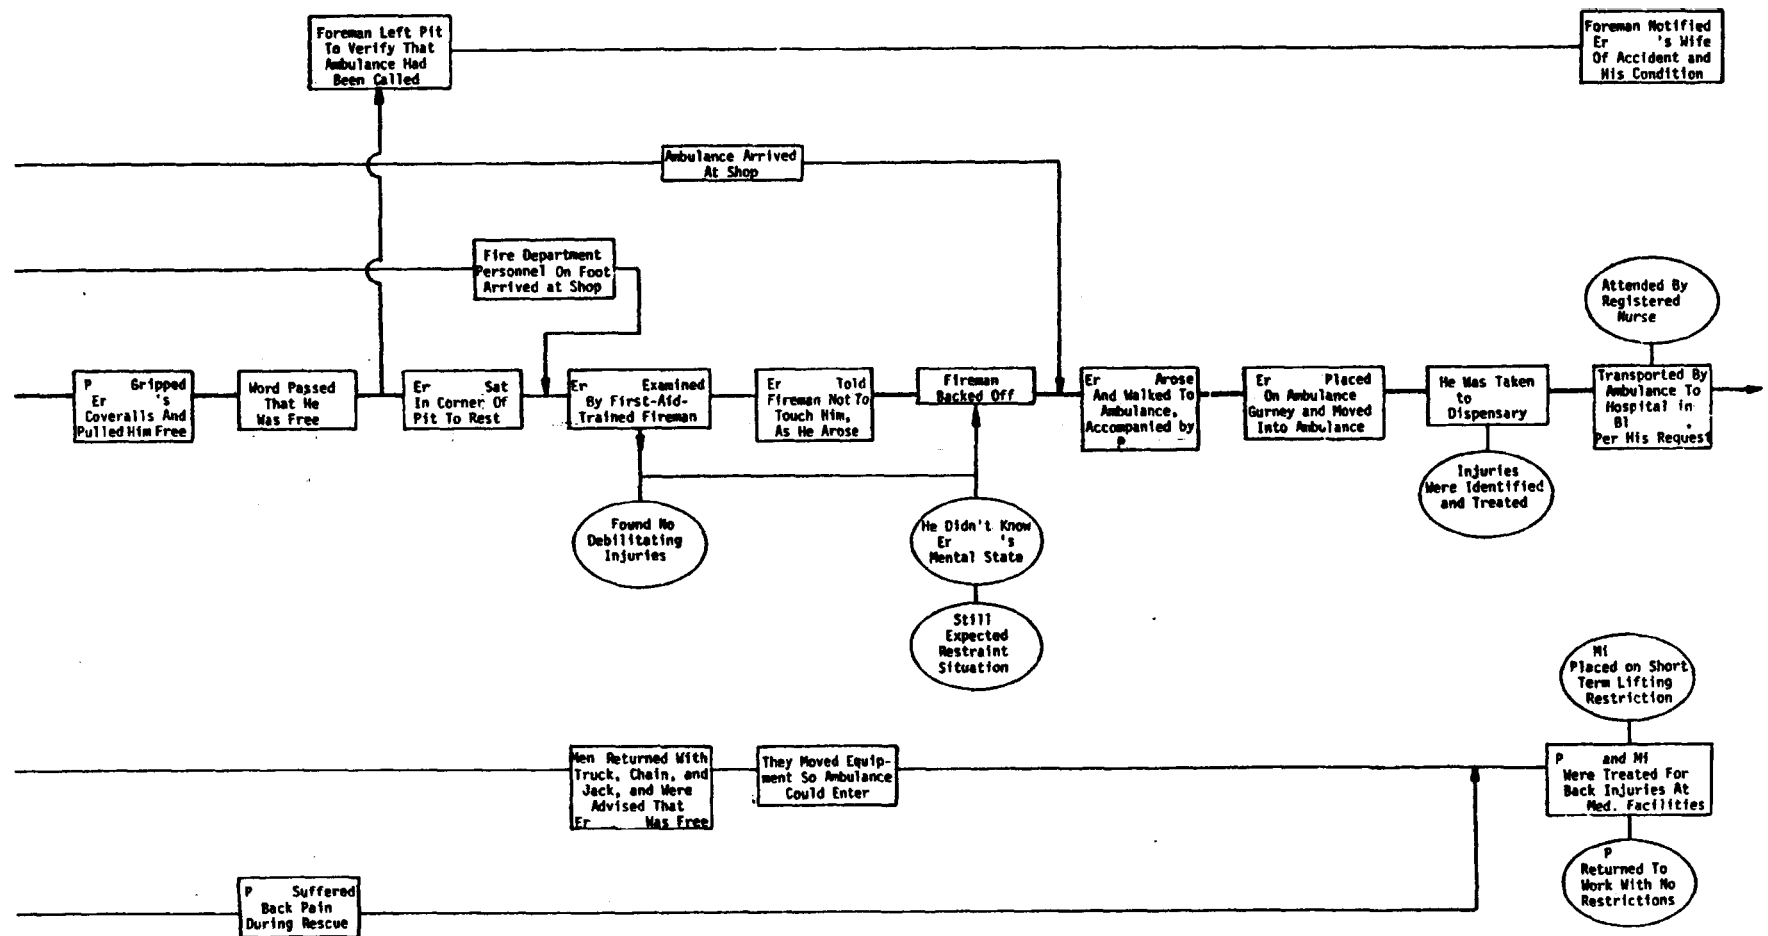 Foreman Left Pit
To Verify That
Ambulance Had
Been Called
Foreman Notified
Er 's Wife
Of Accident and
His Condition
Ambulance Arrived
At Shop
Fire Department
Personnel On Foot
Arrived at Shop
Attended By
Registered
Nurse
P Gripped
Er 's
Coveralls And
Pulled Him Free
Word Passed
That He
Was Free
Er Sat
In Corner Of
Pit To Rest
Er Examined
By First-Aid-
Trained Fireman
Er Told
Fireman Not To
Touch Him,
As He Arose
Fireman
Backed Off
Er Arose
And Walked To
Ambulance,
Accompanied by
P
Er Placed
On Ambulance
Gurney and Moved
Into Ambulance
He Was Taken
to
Dispensary
Transported By
Ambulance To
Hospital in
Bl .
Per His Request
Found No
Debilitating
Injuries
He Didn't Know
Er 's
Mental State
Injuries
Were Identified
and Treated
Still
Expected
Restraint
Situation
Mi
Placed on Short
Term Lifting
Restriction
Men Returned With
Truck, Chain, and
Jack, and Were
Advised That
Er Was Free
They Moved Equip-
ment So Ambulance
Could Enter
P and Mi
Were Treated For
Back Injuries At
Med. Facilities
P
Returned To
Work With No
Restrictions
P Suffered
Back Pain
During Rescue